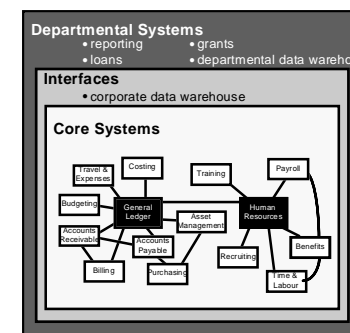 Departmental Systems
• reporting • grants
• loans • departmental data wareho
Interfaces
• corporate data warehouse
Core Systems
Travel &
Expenses
Costing
Training
Payroll
Budgeting
General
Ledger
Asset
Management
Human
Resources
Accounts
Receivable
Accounts
Payable
Benefits
Billing
Purchasing
Recruiting
Time &
Labour